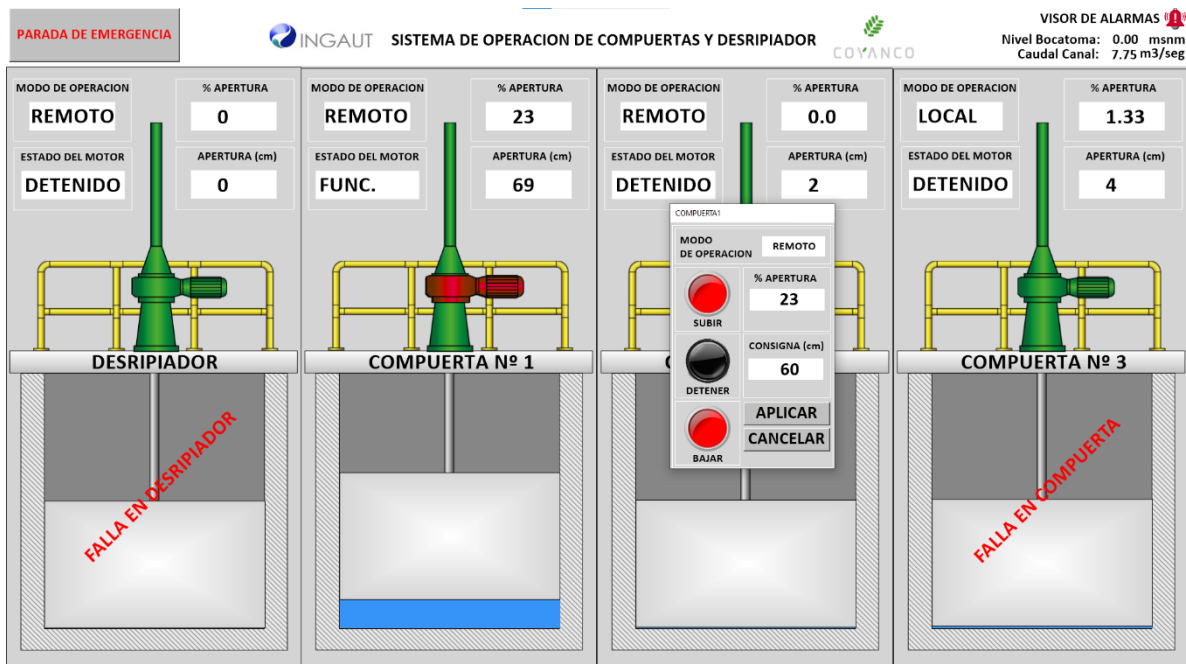 PARADA DE EMERGENCIA
INGAUT
SISTEMA DE OPERACION DE COMPUERTAS Y DESRIPIADOR
COYANCO
VISOR DE ALARMAS
Nivel Bocatoma: 0.00 msnm
Caudal Canal: 7.75 m3/seg
MODO DE OPERACION
REMOTO
% APERTURA
0
ESTADO DEL MOTOR
DETENIDO
APERTURA (cm)
0
DESRIPIADOR
FALLA EN DESRIPIADOR
MODO DE OPERACION
REMOTO
% APERTURA
23
ESTADO DEL MOTOR
FUNC.
APERTURA (cm)
69
COMPUERTA Nº 1
MODO DE OPERACION
REMOTO
% APERTURA
0.0
ESTADO DEL MOTOR
DETENIDO
APERTURA (cm)
2
COMPUERTA1
MODO
DE OPERACION
REMOTO
SUBIR
% APERTURA
23
DETENER
CONSIGNA (cm)
60
BAJAR
APLICAR
CANCELAR
MODO DE OPERACION
LOCAL
% APERTURA
1.33
ESTADO DEL MOTOR
DETENIDO
APERTURA (cm)
4
COMPUERTA Nº 3
FALLA EN COMPUERTA